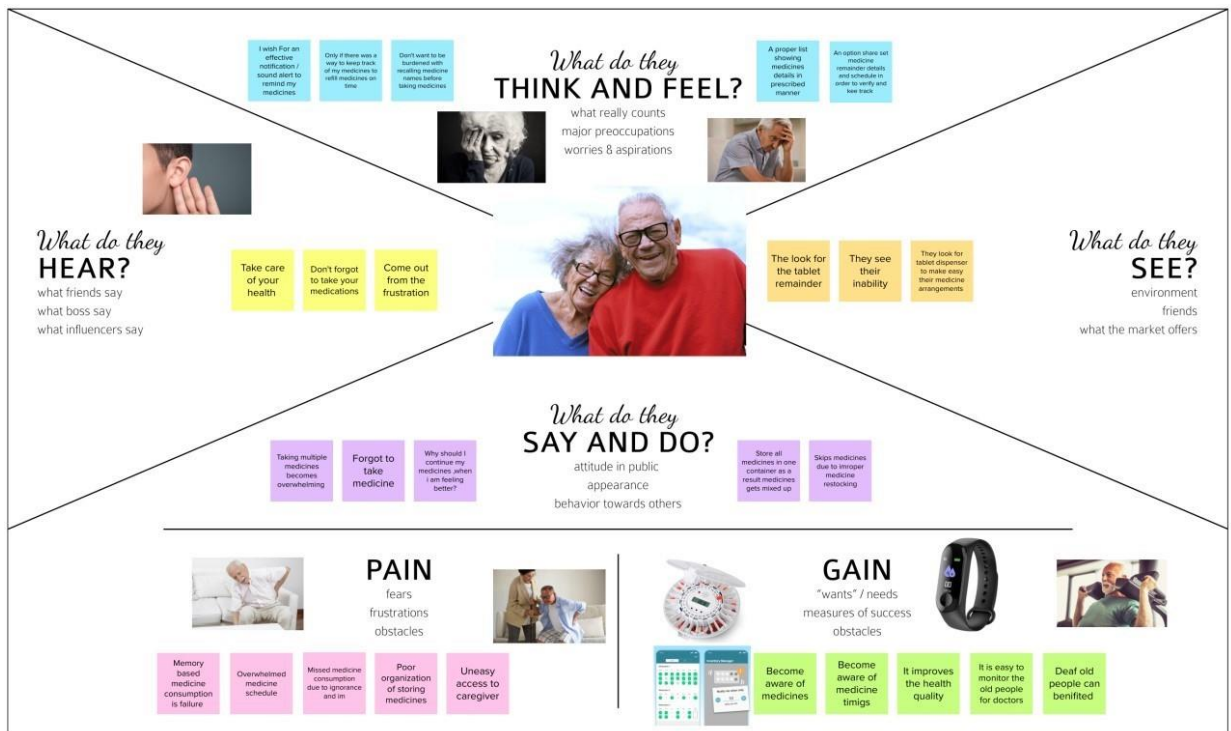 I wish For an
effective
notification /
sound alert to
remind my
medicines
Only if there was a
way to keep track
of my medicines to
refill medicines on
time
Don't want to be
burdened with
recalling medicine
names before
taking medicines
What do they
THINK AND FEEL?
what really counts
major preoccupations
worries & aspirations
A proper list
showing
medicines
details in
prescribed
manner
An option share set
medicine
remainder details
and schedule in
order to verify and
kee track
What do they
HEAR?
what friends say
what boss say
what influencers say
Take care
of your
health
Don't forgot
to take your
medications
Come out
from the
frustration
The look for
the tablet
remainder
They see
their
inability
They look for
tablet dispenser
to make easy
their medicine
arrangements
What do they
SEE?
environment
friends
what the market offers
What do they
SAY AND DO?
attitude in public
appearance
behavior towards others
Taking multiple
medicines
becomes
overwhelming
Forgot to
take
medicine
Why should I
continue my
medicines ,when
i am feeling
better?
Store all
medicines in one
container as a
result medicines
gets mixed up
Skips medicines
due to imroper
medicine
restocking
PAIN
fears
frustrations
obstacles
Memory
based
medicine
consumption
is failure
Overwhelmed
medicine
schedule
Missed medicine
consumption
due to ignorance
and im
Poor
organization
of storing
medicines
Uneasy
access to
caregiver
GAIN
"wants" / needs
measures of success
obstacles
Become
aware of
medicines
Become
aware of
medicine
timigs
It improves
the health
quality
It is easy to
monitor the
old people
for doctors
Deaf old
people can
benifited